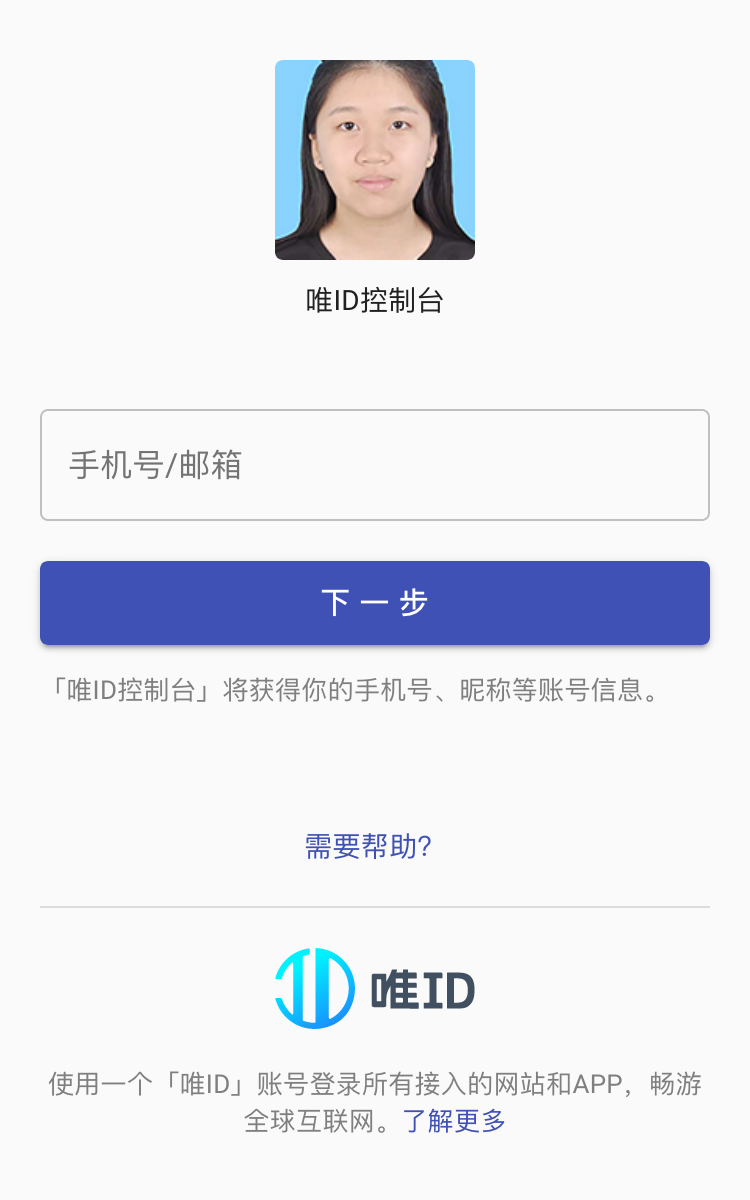 唯ID控制台
手机号/邮箱
下一步
「唯ID控制台」将获得你的手机号、昵称等账号信息。
需要帮助?
唯ID
使用一个「唯ID」账号登录所有接入的网站和APP，畅游
全球互联网。了解更多